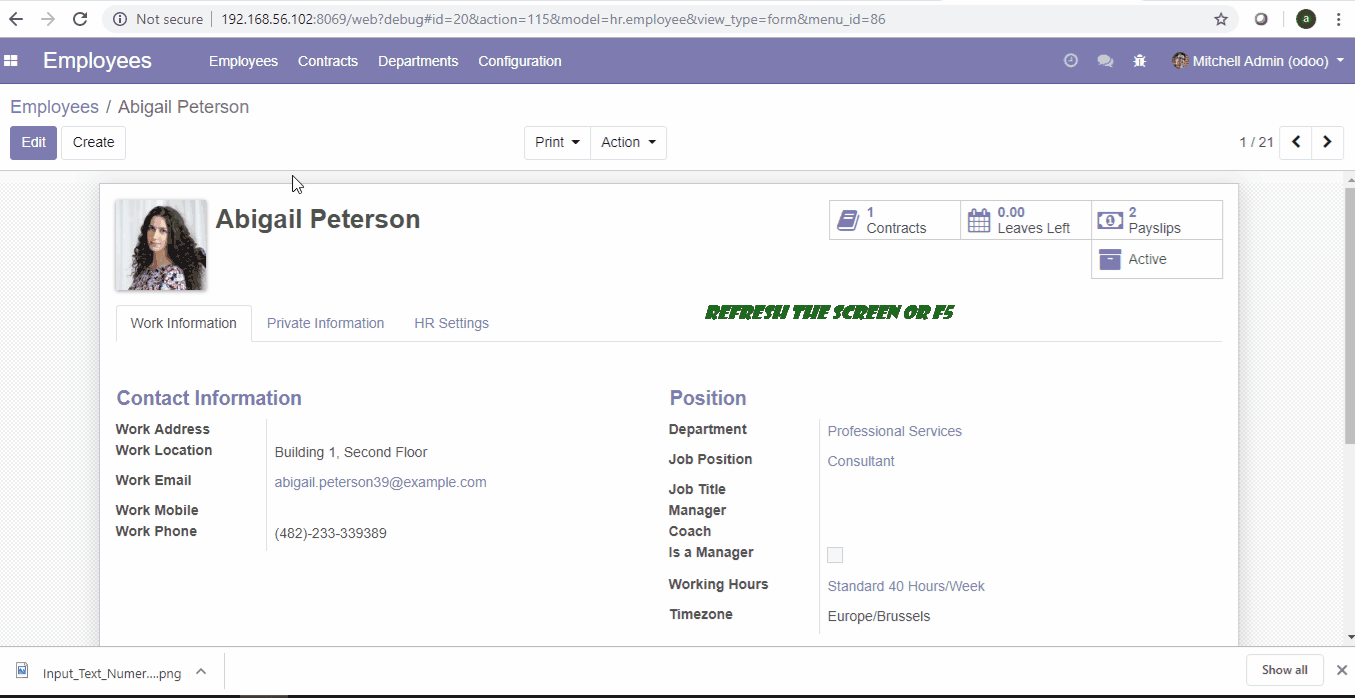 Not secure | 192.168.56.102:8069/web?debug#id=20&action=115&model=hr.employee&view_type=form&menu_id=86 a
Employees Employees Contracts Departments Configuration Mitchell Admin (odoo)
Employees / Abigail Peterson
Edit Create Print Action 1 / 21
Abigail Peterson
1 Contracts
0.00 Leaves Left
2 Payslips
Active
REFRESH THE SCREEN OR F5
Work Information Private Information HR Settings
Contact Information
Work Address
Work Location Building 1, Second Floor
Work Email abigail.peterson39@example.com
Work Mobile
Work Phone (482)-233-339389
Position
Department Professional Services
Job Position Consultant
Job Title
Manager
Coach
Is a Manager
Working Hours Standard 40 Hours/Week
Timezone Europe/Brussels
Input_Text_Numer....png Show all